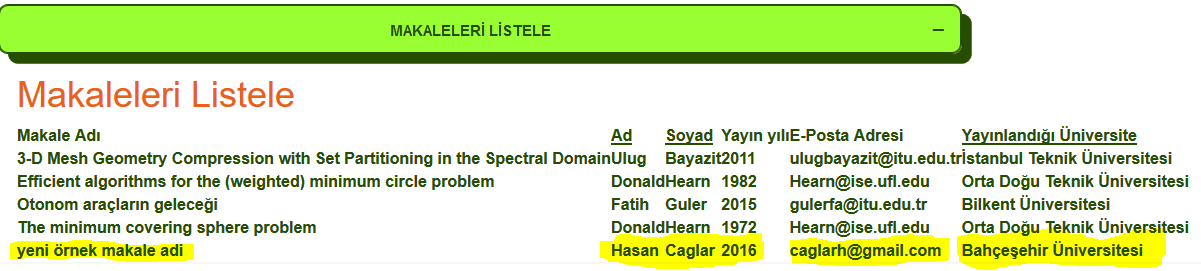 MAKALELERİ LİSTELE –
Makaleleri Listele
Makale Adı Ad Soyad Yayın yılı E-Posta Adresi Yayınlandığı Üniversite
3-D Mesh Geometry Compression with Set Partitioning in the Spectral Domain Ulug Bayazit 2011 ulugbayazit@itu.edu.tr İstanbul Teknik Üniversitesi
Efficient algorithms for the (weighted) minimum circle problem Donald Hearn 1982 Hearn@ise.ufl.edu Orta Doğu Teknik Üniversitesi
Otonom araçların geleceği Fatih Guler 2015 gulerfa@itu.edu.tr Bilkent Üniversitesi
The minimum covering sphere problem Donald Hearn 1972 Hearn@ise.ufl.edu Orta Doğu Teknik Üniversitesi
yeni örnek makale adi Hasan Caglar 2016 caglarh@gmail.com Bahçeşehir Üniversitesi